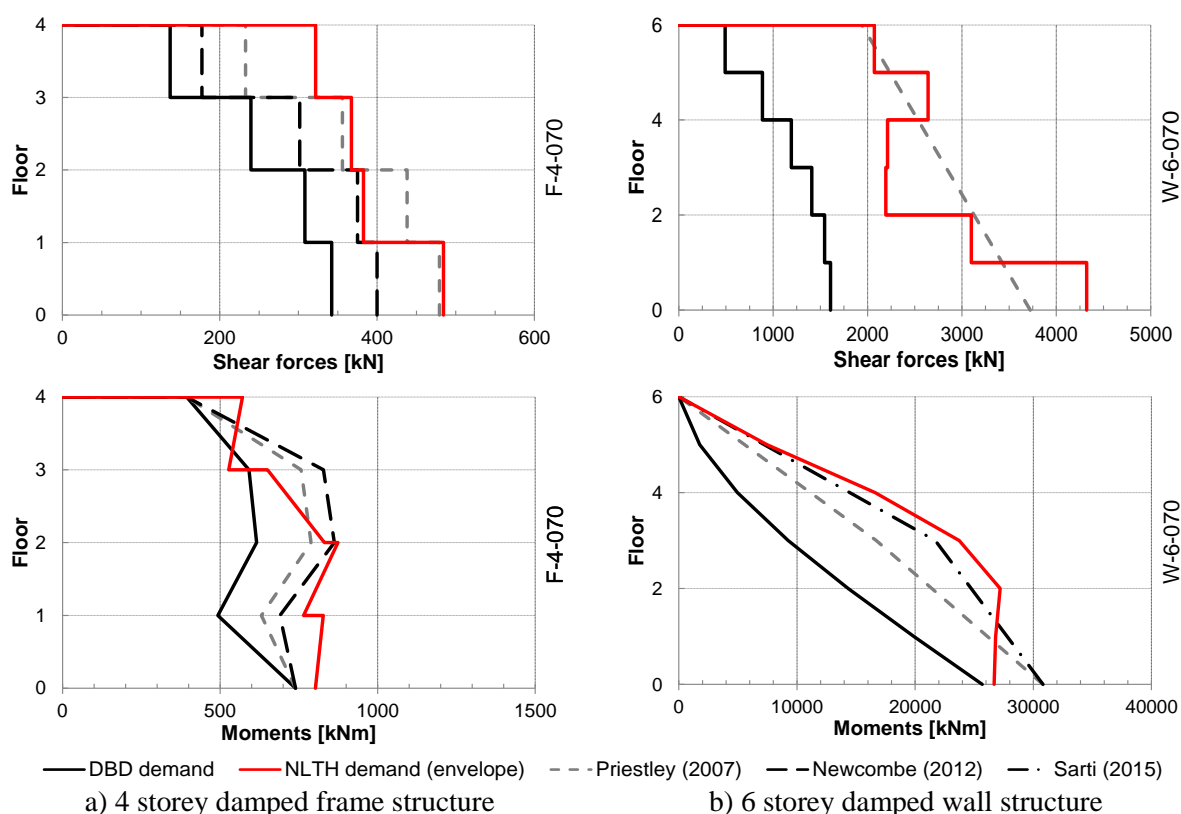 4
3
2
1
0
Floor
0
200
400
600
Shear forces [kN]
F-4-070
6
4
2
0
Floor
0
1000
2000
3000
4000
5000
Shear forces [kN]
W-6-070
4
3
2
1
0
Floor
0
500
1000
1500
Moments [kNm]
F-4-070
6
4
2
0
Floor
0
10000
20000
30000
40000
Moments [kNm]
W-6-070
DBD demand
NLTH demand (envelope)
Priestley (2007)
Newcombe (2012)
Sarti (2015)
a) 4 storey damped frame structure
b) 6 storey damped wall structure